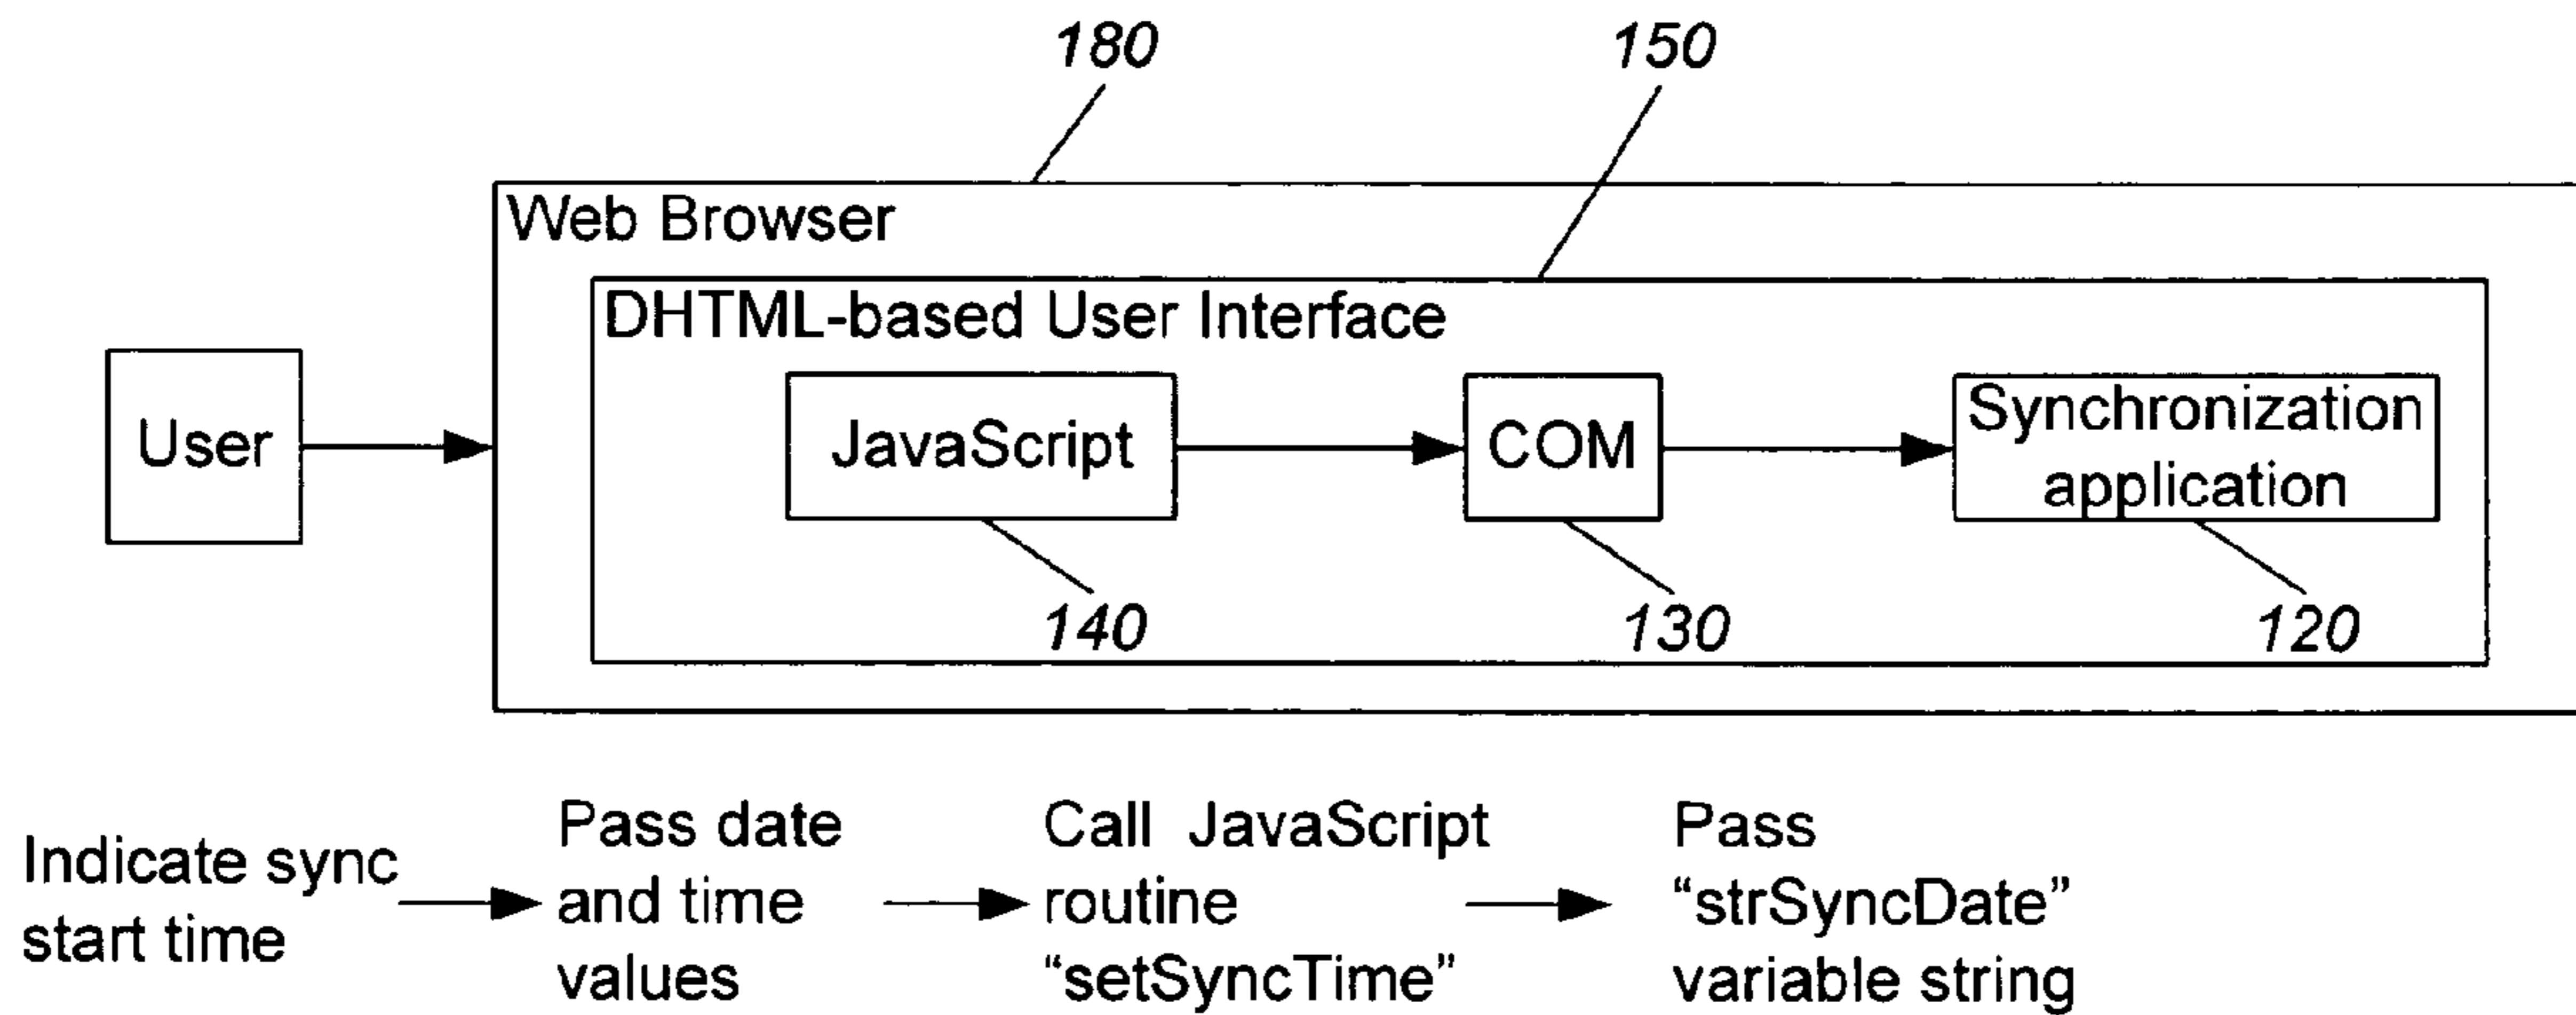 180
150
Web Browser
DHTML-based User Interface
User
JavaScript
COM
Synchronization
application
140
130
120
Indicate sync
start time
Pass date
and time
values
Call JavaScript
routine
“setSyncTime”
Pass
“strSyncDate”
variable string